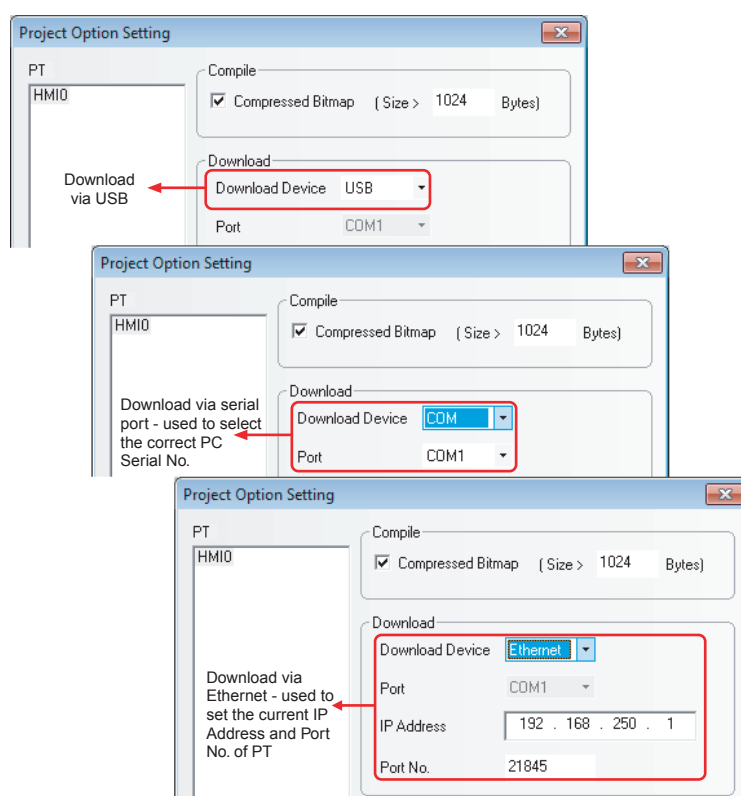 Project Option Setting
PT
HMI0
Compile
Compressed Bitmap ( Size > 1024 Bytes)
Download
Download Device USB
Port COM1
Download
via USB
Project Option Setting
PT
HMI0
Compile
Compressed Bitmap ( Size > 1024 Bytes)
Download
Download Device COM
Port COM1
Download via serial
port - used to select
the correct PC
Serial No.
Project Option Setting
PT
HMI0
Compile
Compressed Bitmap ( Size > 1024 Bytes)
Download
Download Device Ethernet
Port COM1
IP Address 192 . 168 . 250 . 1
Port No. 21845
Download via
Ethernet - used to
set the current IP
Address and Port
No. of PT